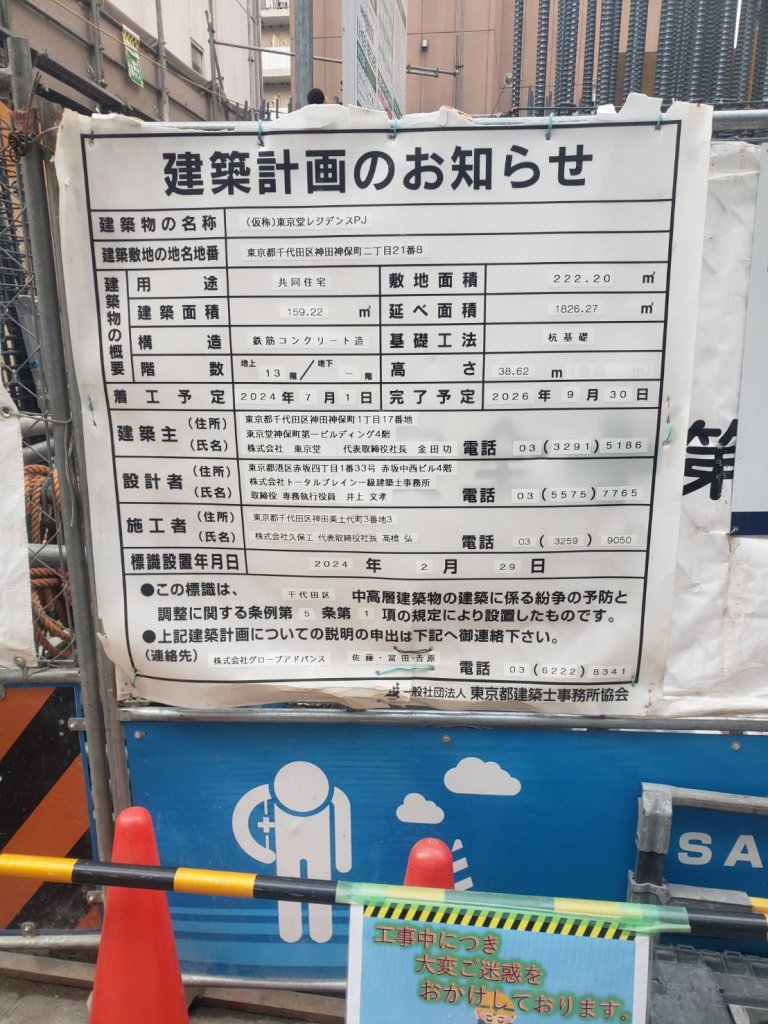 建築計画のお知らせ
建築物の名称 (仮称)東京堂レジデンスPJ
建築敷地の地名地番 東京都千代田区神田神保町二丁目21番8
建築物の概要
用途 共同住宅 敷地面積 222.20 ㎡
建築面積 159.22 ㎡ 延べ面積 1826.27 ㎡
構造 鉄筋コンクリート造 基礎工法 杭基礎
階数 地上 13 階/地下 ー 階 高さ 38.62 m
着工予定 2024年 7月 1日 完了予定 2026年 9月 30日
建築主 (住所) 東京都千代田区神田神保町1丁目17番地
東京堂神保町第一ビルディング4階
(氏名) 株式会社 東京堂 代表取締役社長 金田功 電話 03(3291)5186
設計者 (住所) 東京都港区赤坂四丁目1番33号 赤坂中西ビル4階
(氏名) 株式会社トータルブレイン一級建築士事務所
取締役 専務執行役員 井上 文孝 電話 03(5575)7765
施工者 (住所) 東京都千代田区神田美土代町3番地3
(氏名) 株式会社久保工 代表取締役社長 高橋 弘 電話 03(3259)9050
標識設置年月日 2024 年 2 月 29 日
●この標識は、 千代田区 中高層建築物の建築に係る紛争の予防と
調整に関する条例第 5 条第 1 項の規定により設置したものです。
●上記建築計画についての説明の申出は下記へ御連絡下さい。
(連絡先) 株式会社グローブアドバンス 佐藤・富田・吉原 電話 03(6222)8341
一般社団法人 東京都建築士事務所協会
第
SA
工事中につき
大変ご迷惑を
おかけしております。